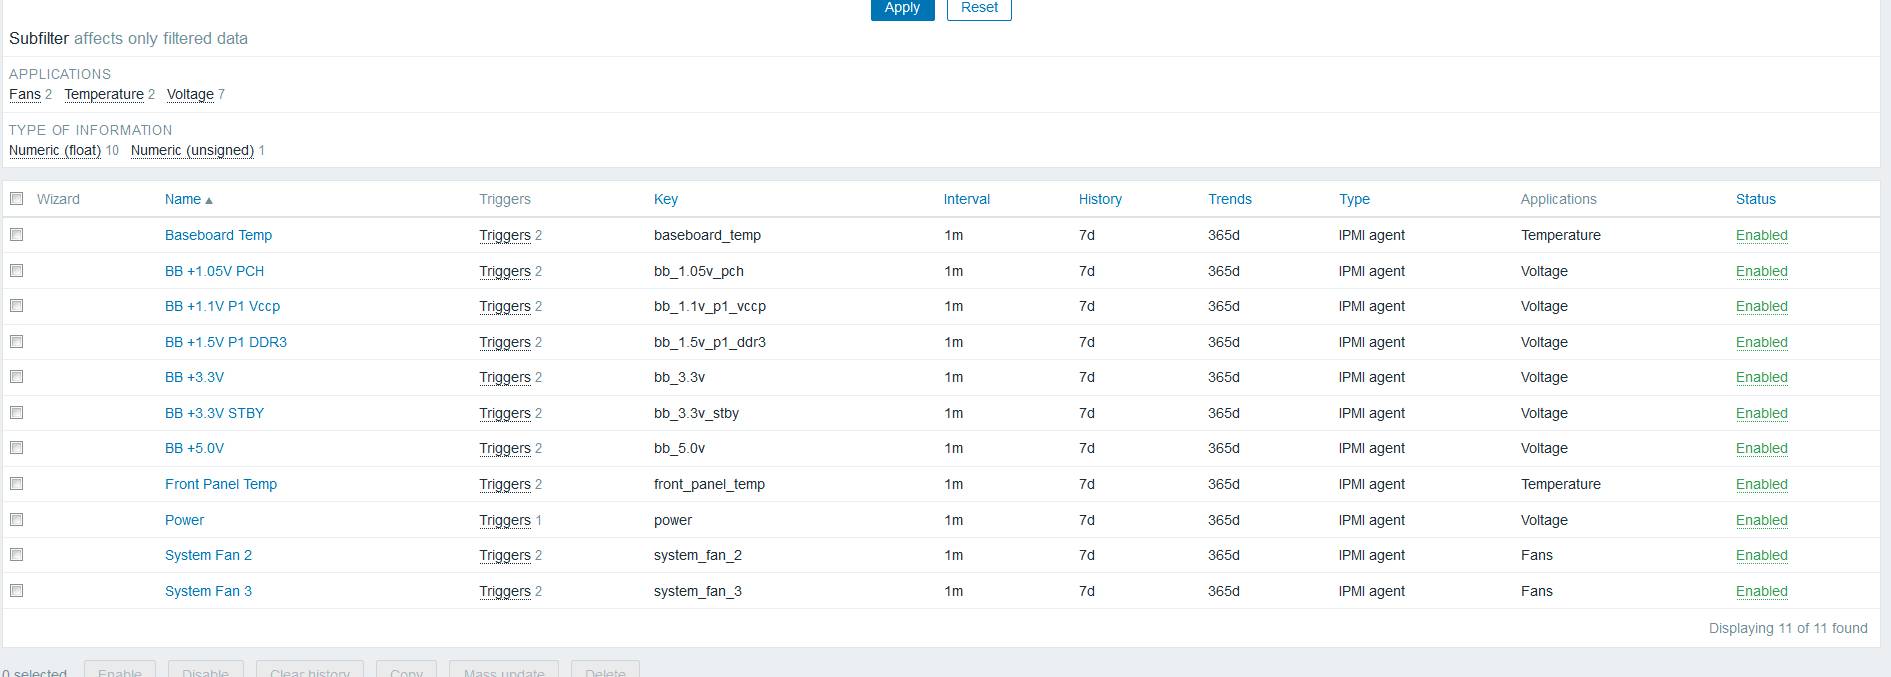 Apply Reset
Subfilter affects only filtered data
APPLICATIONS
Fans 2 Temperature 2 Voltage 7
TYPE OF INFORMATION
Numeric (float) 10 Numeric (unsigned) 1
Wizard Name ▲ Triggers Key Interval History Trends Type Applications Status
Baseboard Temp Triggers 2 baseboard_temp 1m 7d 365d IPMI agent Temperature Enabled
BB +1.05V PCH Triggers 2 bb_1.05v_pch 1m 7d 365d IPMI agent Voltage Enabled
BB +1.1V P1 Vccp Triggers 2 bb_1.1v_p1_vccp 1m 7d 365d IPMI agent Voltage Enabled
BB +1.5V P1 DDR3 Triggers 2 bb_1.5v_p1_ddr3 1m 7d 365d IPMI agent Voltage Enabled
BB +3.3V Triggers 2 bb_3.3v 1m 7d 365d IPMI agent Voltage Enabled
BB +3.3V STBY Triggers 2 bb_3.3v_stby 1m 7d 365d IPMI agent Voltage Enabled
BB +5.0V Triggers 2 bb_5.0v 1m 7d 365d IPMI agent Voltage Enabled
Front Panel Temp Triggers 2 front_panel_temp 1m 7d 365d IPMI agent Temperature Enabled
Power Triggers 1 power 1m 7d 365d IPMI agent Voltage Enabled
System Fan 2 Triggers 2 system_fan_2 1m 7d 365d IPMI agent Fans Enabled
System Fan 3 Triggers 2 system_fan_3 1m 7d 365d IPMI agent Fans Enabled
Displaying 11 of 11 found
0 selected Enable Disable Clear history Copy Mass update Delete